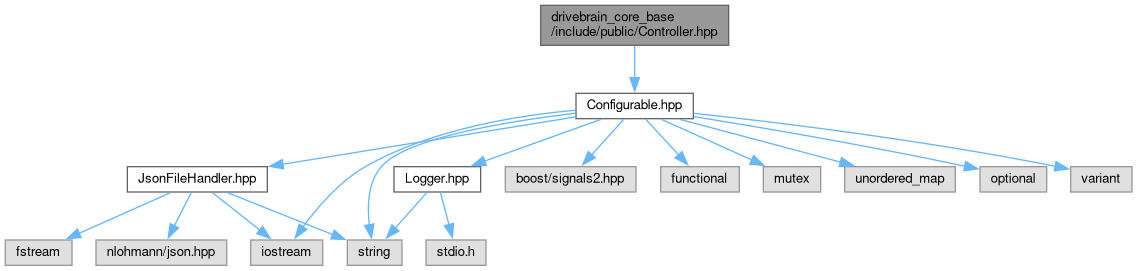 drivebrain_core_base
/include/public/Controller.hpp
Configurable.hpp
JsonFileHandler.hpp
Logger.hpp
boost/signals2.hpp
functional
mutex
unordered_map
optional
variant
fstream
nlohmann/json.hpp
iostream
string
stdio.h